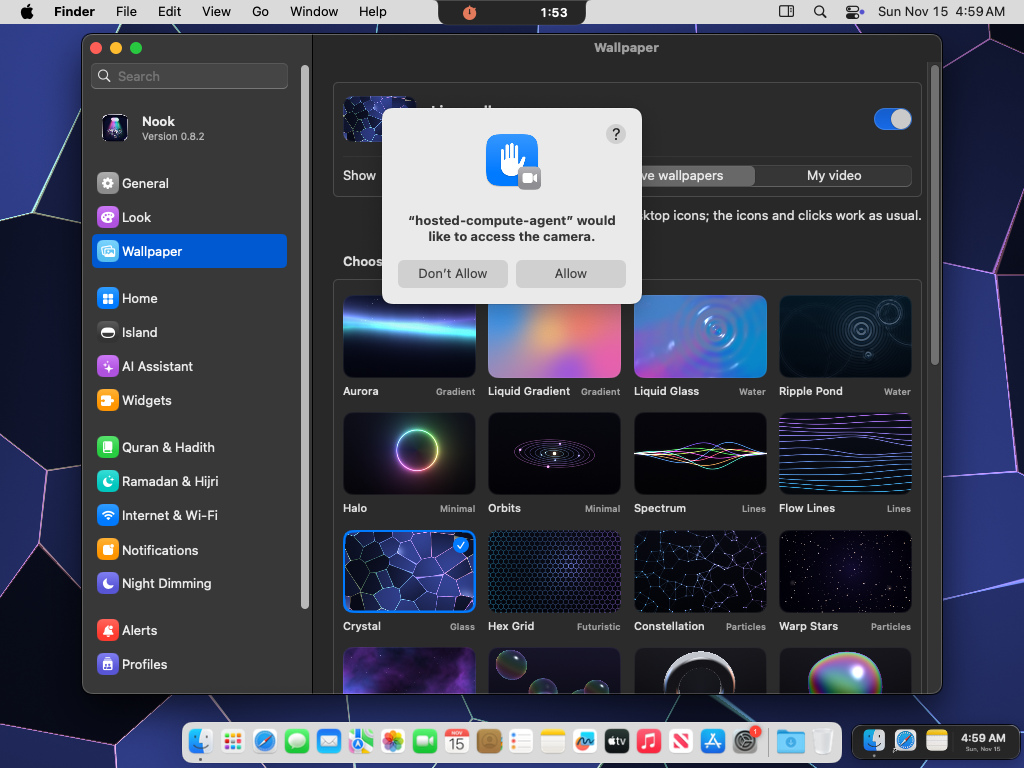 Finder File Edit View Go Window Help 1:53 Sun Nov 15 4:59 AM
Wallpaper
Search
Nook
Version 0.8.2
General
Look
Wallpaper
Home
Island
AI Assistant
Widgets
Quran & Hadith
Ramadan & Hijri
Internet & Wi-Fi
Notifications
Night Dimming
Alerts
Profiles
Show wallpapers My video
icons; the icons and clicks work as usual.
?
“hosted-compute-agent” would
like to access the camera.
Don’t Allow Allow
Aurora Gradient Liquid Gradient Gradient Liquid Glass Water Ripple Pond Water
Halo Minimal Orbits Minimal Spectrum Lines Flow Lines Lines
Crystal Glass Hex Grid Futuristic Constellation Particles Warp Stars Particles
NOV
15
tv
1
4:59 AM
Sun, Nov 15